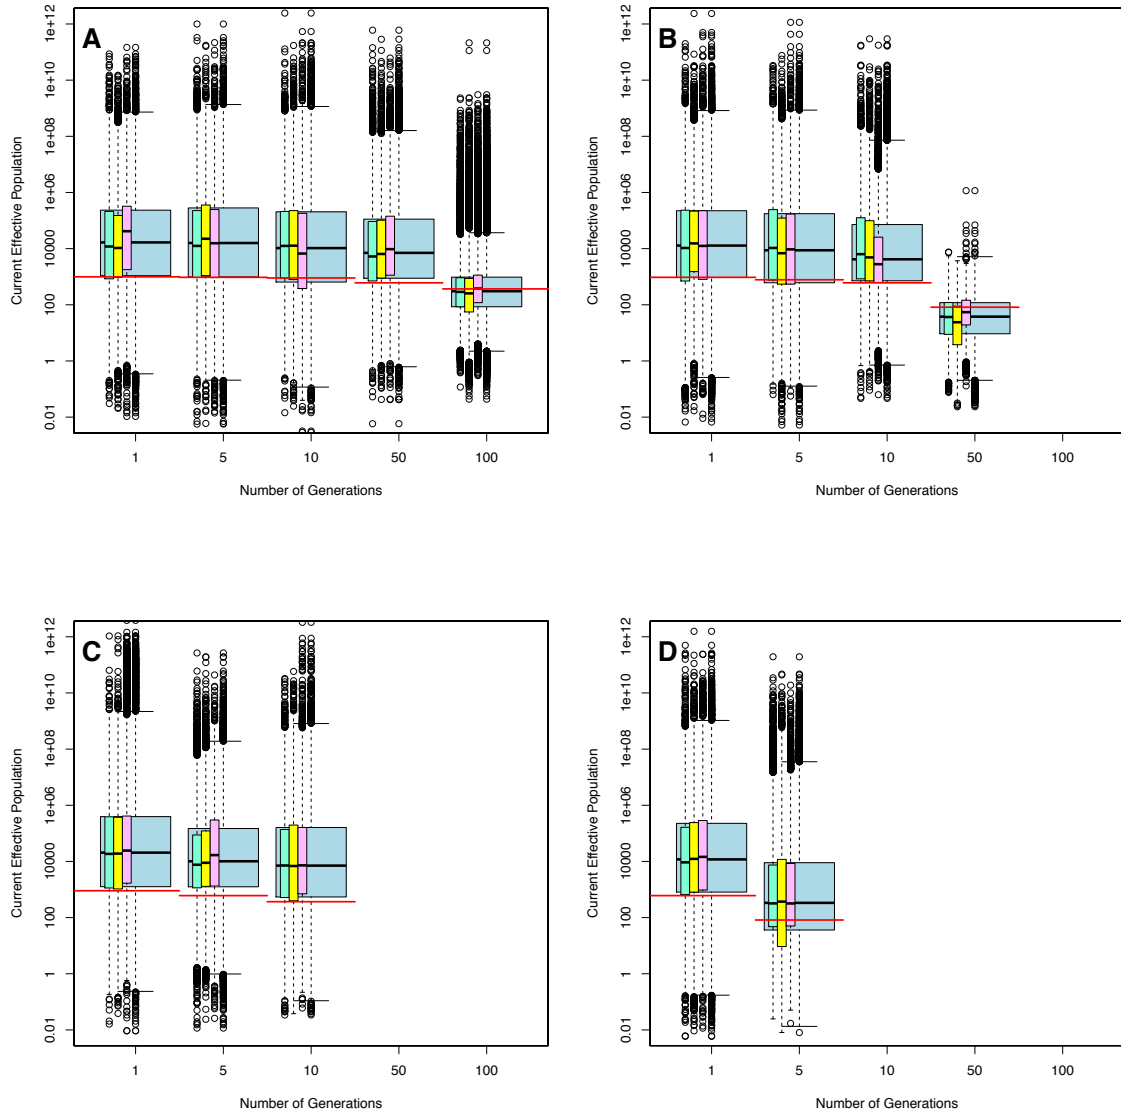 A
Current Effective Population
1e+12
1e+10
1e+08
1e+06
10000
100
1
0.01
1 5 10 50 100
Number of Generations
B
Current Effective Population
1e+12
1e+10
1e+08
1e+06
10000
100
1
0.01
1 5 10 50 100
Number of Generations
C
Current Effective Population
1e+12
1e+10
1e+08
1e+06
10000
100
1
0.01
1 5 10 50 100
Number of Generations
D
Current Effective Population
1e+12
1e+10
1e+08
1e+06
10000
100
1
0.01
1 5 10 50 100
Number of Generations